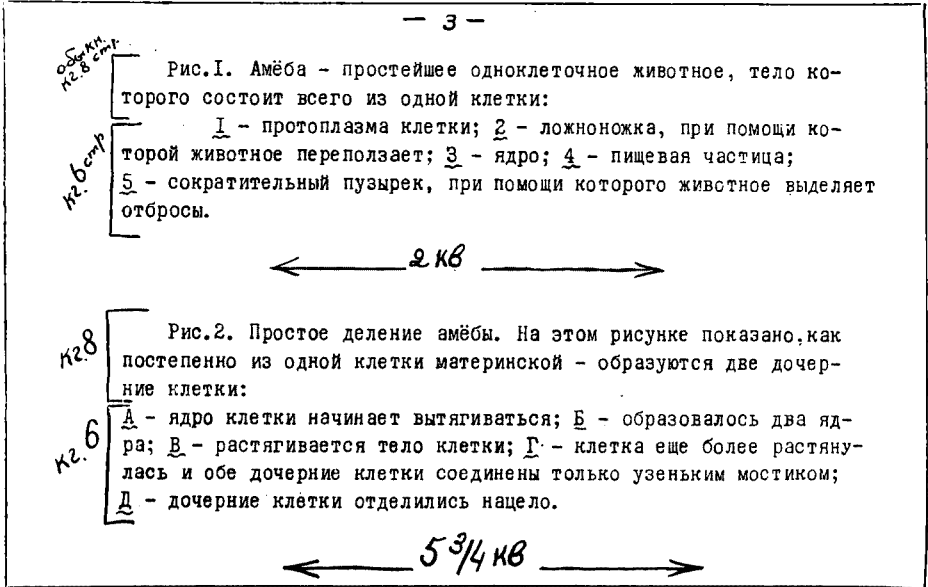 — 3 —
обыкн.
кг. 8 стр.
Рис.I. Амёба - простейшее одноклеточное животное, тело ко-
торого состоит всего из одной клетки:
кг. 6 стр
I - протоплазма клетки; 2 - ложноножка, при помощи ко-
торой животное переползает; 3 - ядро; 4 - пищевая частица;
5 - сократительный пузырек, при помощи которого животное выделяет
отбросы.
2 кв
кг. 8
Рис.2. Простое деление амёбы. На этом рисунке показано, как
постепенно из одной клетки материнской - образуются две дочер-
ние клетки:
кг. 6
А - ядро клетки начинает вытягиваться; Б - образовалось два яд-
ра; В - растягивается тело клетки; Г - клетка еще более растяну-
лась и обе дочерние клетки соединены только узеньким мостиком;
Д - дочерние клетки отделились нацело.
5 3/4 кв